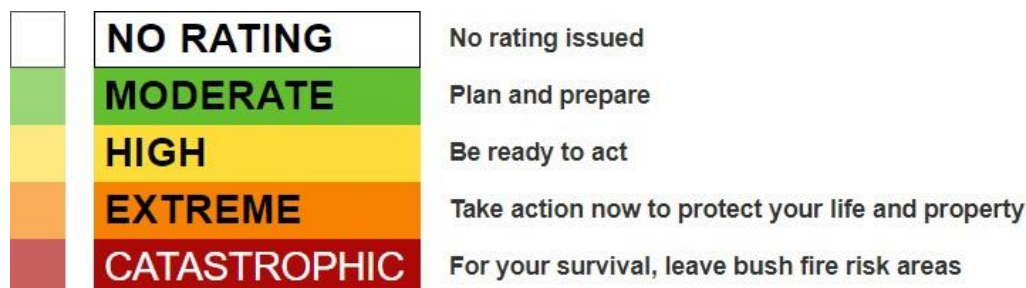 NO RATING No rating issued
MODERATE Plan and prepare
HIGH Be ready to act
EXTREME Take action now to protect your life and property
CATASTROPHIC For your survival, leave bush fire risk areas